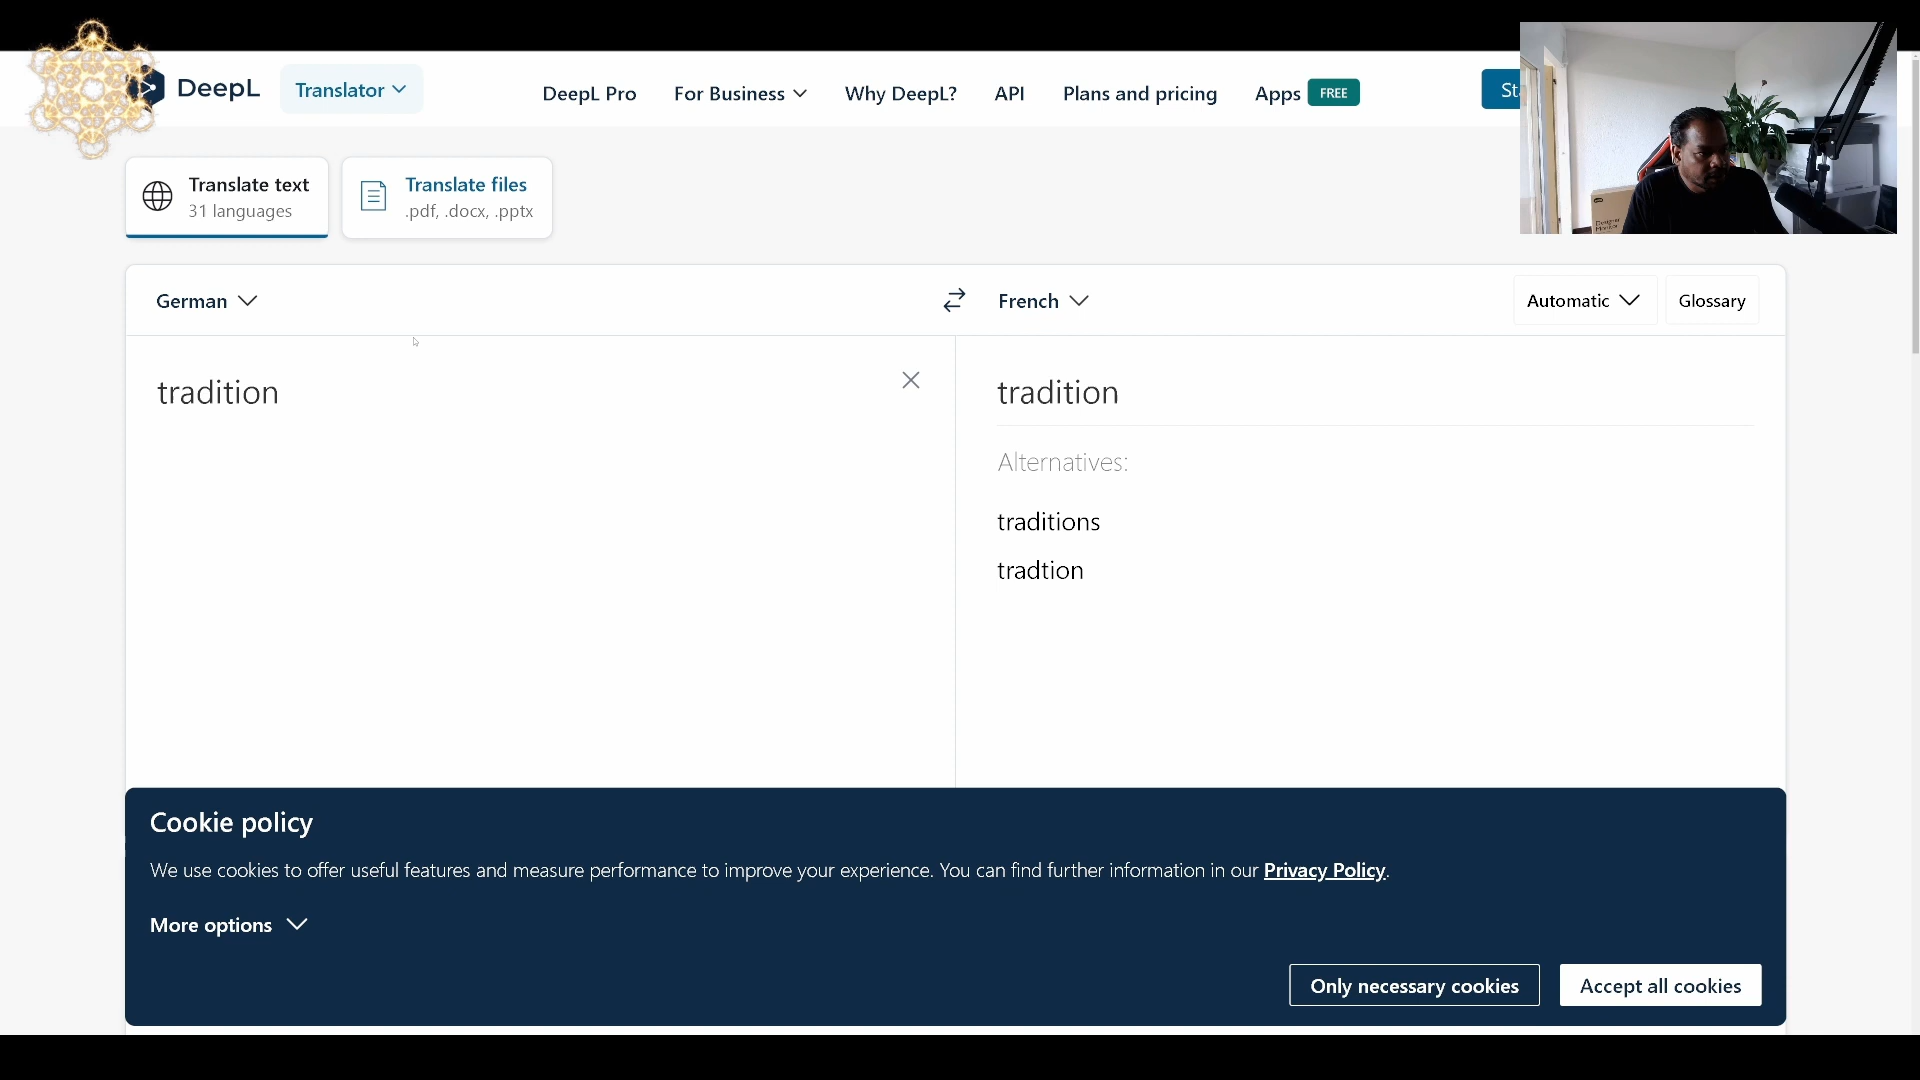 DeepL
Translator
DeepL Pro
For Business
Why DeepL?
API
Plans and pricing
Apps FREE
Translate text
31 languages
Translate files
.pdf, .docx, .pptx
German
French
Automatic
Glossary
tradition
tradition
Alternatives:
traditions
tradtion
Cookie policy
We use cookies to offer useful features and measure performance to improve your experience. You can find further information in our Privacy Policy.
More options
Only necessary cookies
Accept all cookies